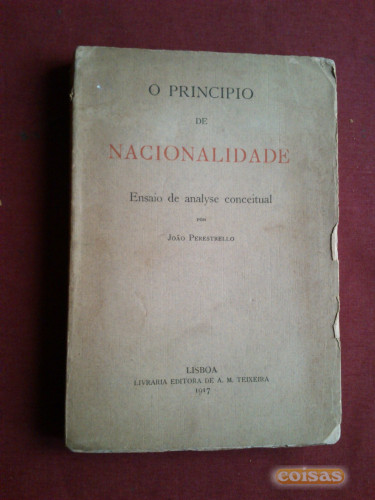 O PRINCIPIO
DE
NACIONALIDADE
Ensaio de analyse conceitual
POR
JOÃO PERESTRELLO
LISBOA
LIVRARIA EDITORA DE A. M. TEIXEIRA
1917
coisas